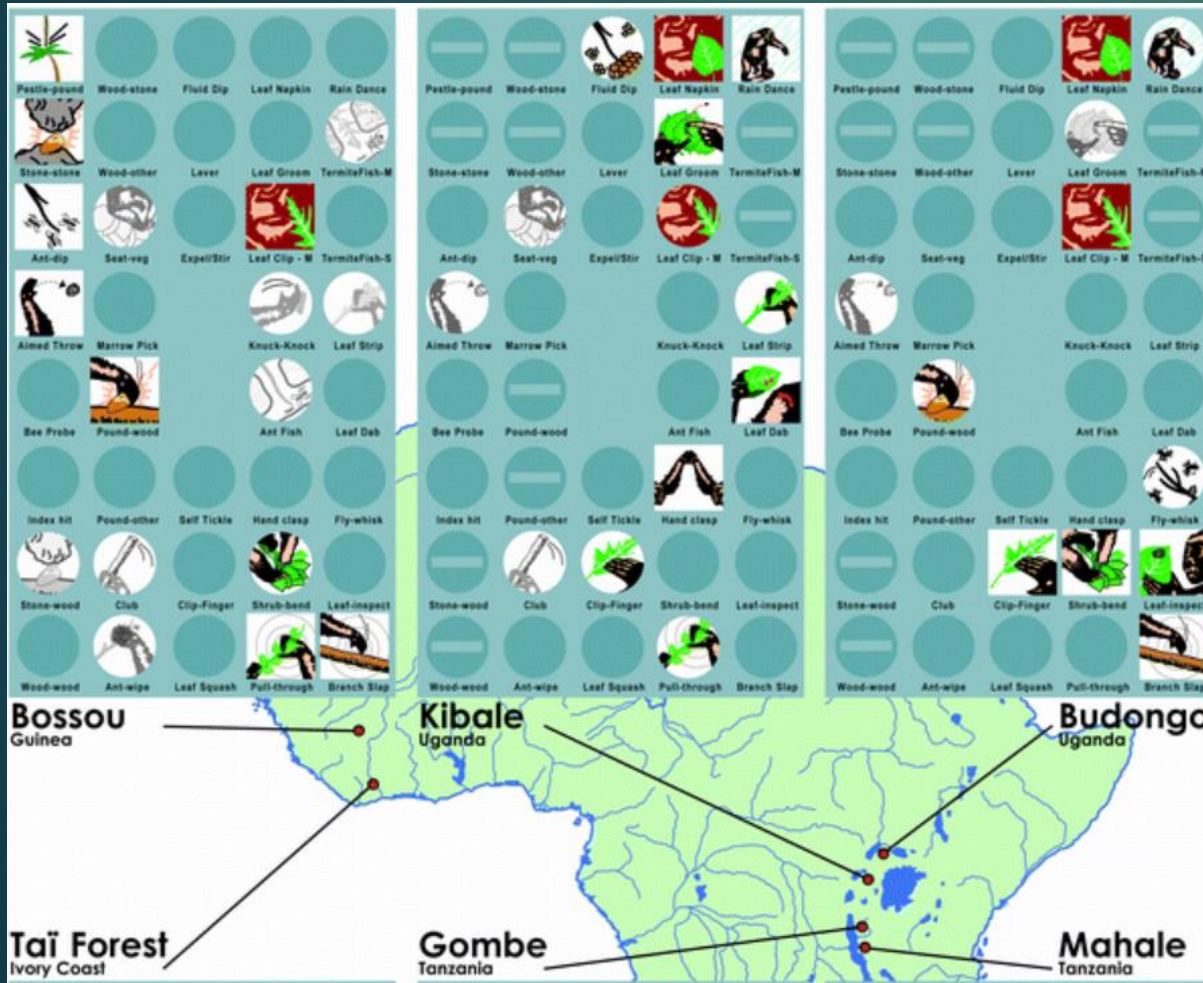 Pestle-pound Wood-stone Fluid Dip Leaf Napkin Rain Dance
Stone-stone Wood-other Lever Leaf Groom TermiteFish-M
Ant-dip Seat-veg Expel/Stir Leaf Clip - M TermiteFish-S
Aimed Throw Marrow Pick Knuck-Knock Leaf Strip
Bee Probe Pound-wood Ant Fish Leaf Dab
Index hit Pound-other Self Tickle Hand clasp Fly-whisk
Stone-wood Club Clip-Finger Shrub-bend Leaf-inspect
Wood-wood Ant-wipe Leaf Squash Pull-through Branch Slap
Pestle-pound Wood-stone Fluid Dip Leaf Napkin Rain Dance
Stone-stone Wood-other Lever Leaf Groom TermiteFish-M
Ant-dip Seat-veg Expel/Stir Leaf Clip - M TermiteFish-S
Aimed Throw Marrow Pick Knuck-Knock Leaf Strip
Bee Probe Pound-wood Ant Fish Leaf Dab
Index hit Pound-other Self Tickle Hand clasp Fly-whisk
Stone-wood Club Clip-Finger Shrub-bend Leaf-inspect
Wood-wood Ant-wipe Leaf Squash Pull-through Branch Slap
Pestle-pound Wood-stone Fluid Dip Leaf Napkin Rain Dance
Stone-stone Wood-other Lever Leaf Groom TermiteFish-
Ant-dip Seat-veg Expel/Stir Leaf Clip - M TermiteFish-
Aimed Throw Marrow Pick Knuck-Knock Leaf Strip
Bee Probe Pound-wood Ant Fish Leaf Dab
Index hit Pound-other Self Tickle Hand clasp Fly-whisk
Stone-wood Club Clip-Finger Shrub-bend Leaf-inspect
Wood-wood Ant-wipe Leaf Squash Pull-through Branch Slap
Bossou
Guinea
Kibale
Uganda
Budongo
Uganda
Taï Forest
Ivory Coast
Gombe
Tanzania
Mahale
Tanzania